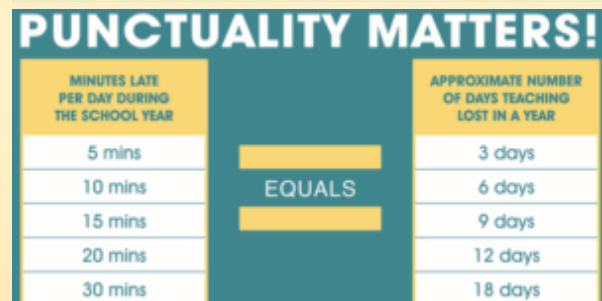 PUNCTUALITY MATTERS!
MINUTES LATE
PER DAY DURING
THE SCHOOL YEAR
APPROXIMATE NUMBER
OF DAYS TEACHING
LOST IN A YEAR
5 mins
3 days
10 mins
EQUALS
6 days
15 mins
9 days
20 mins
12 days
30 mins
18 days